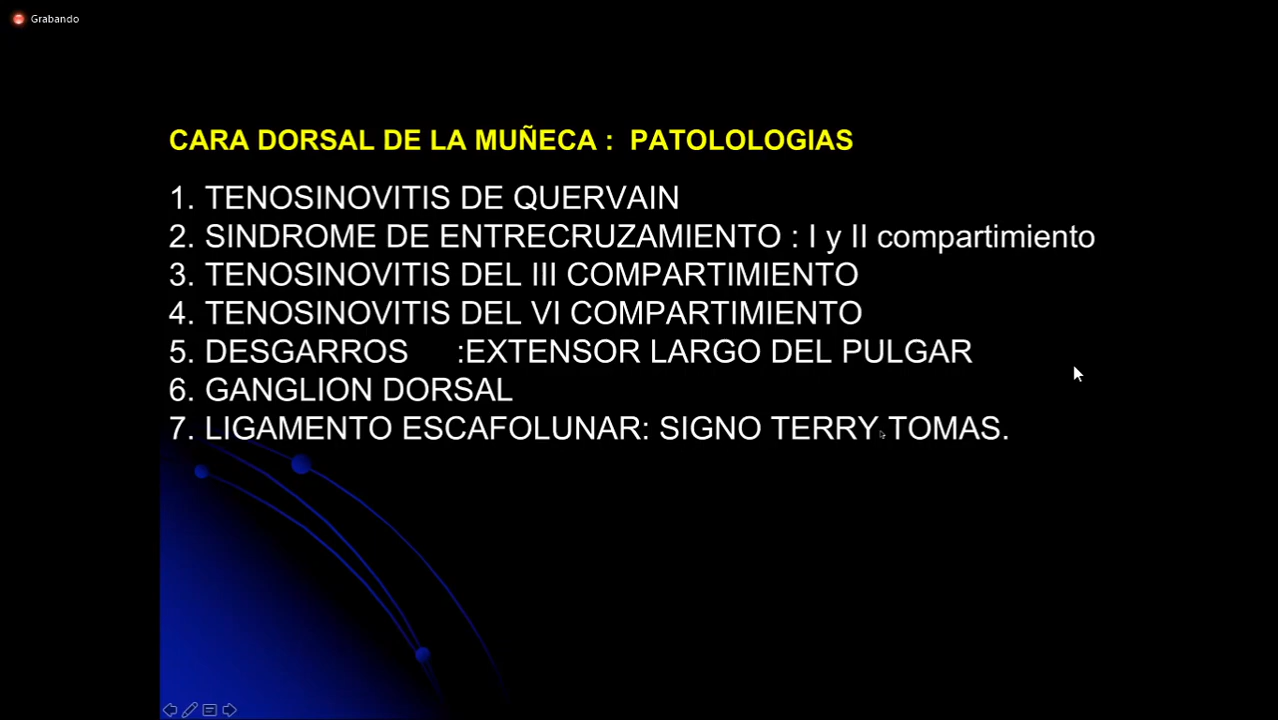 Grabando
CARA DORSAL DE LA MUÑECA : PATOLOLOGIAS
1. TENOSINOVITIS DE QUERVAIN
2. SINDROME DE ENTRECRUZAMIENTO : I y II compartimiento
3. TENOSINOVITIS DEL III COMPARTIMIENTO
4. TENOSINOVITIS DEL VI COMPARTIMIENTO
5. DESGARROS :EXTENSOR LARGO DEL PULGAR
6. GANGLION DORSAL
7. LIGAMENTO ESCAFOLUNAR: SIGNO TERRY TOMAS.